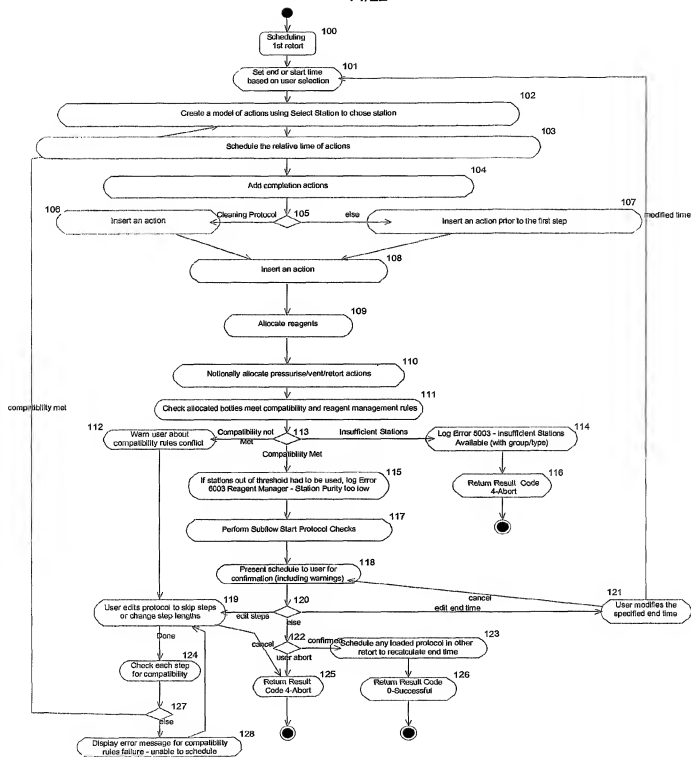 100
Scheduling
1st retort
101
Set end or start time
based on user selection
102
Create a model of actions using Select Station to chose station
103
Schedule the relative time of actions
104
Add completion actions
106
Cleaning Protocol
105
else
107
modified time
Insert an action
Insert an action prior to the first step
Insert an action
108
109
Allocate reagents
110
Notionally allocate pressurise/vent/retort actions
111
Check allocated bottles meet compatibility and reagent management rules
compatibility met
112
Warn user about
compatibility rules conflict
Compatibility not
Met
113
Insufficient Stations
114
Log Error 6003 - Insufficient Stations
Available (with group/type)
Compatibility Met
115
If stations out of threshold had to be used, log Error
6003 Reagent Manager - Station Purity too low
116
Return Result Code
4-Abort
117
Perform Subflow Start Protocol Checks
118
Present schedule to user for
confirmation (including warnings)
cancel
121
User modifies the
specified end time
119
User edits protocol to skip steps
or change step lengths
edit steps
120
edit end time
else
Done
cancel
122
confirmed
123
Schedule any loaded protocol in other
retort to recalculate end time
user abort
124
Check each step
for compatibility
Return Result
Code 4-Abort
125
Return Result Code
0-Successful
126
127
else
Display error message for compatibility
rules failure - unable to schedule
128